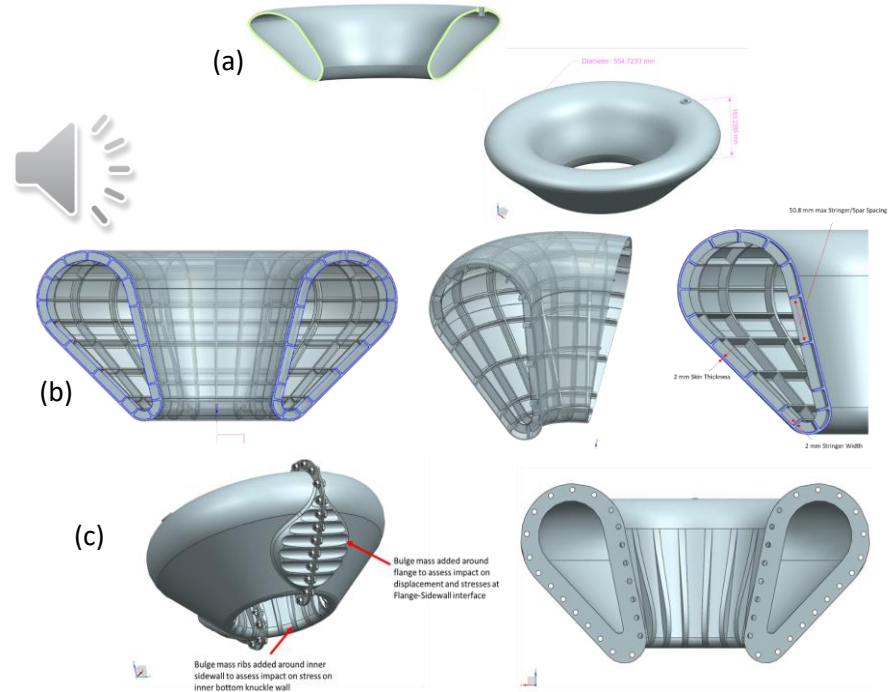 (a)
Diameter: 554.7233 mm
50.8 mm max Stringer/Spar Spacing
(b)
2 mm Skin Thickness
2 mm Stringer Width
(c)
Bulge mass added around
flange to assess impact on
displacement and stresses at
Flange-Sidewall interface
Bulge mass ribs added around inner
sidewall to assess impact on stress on
inner bottom knuckle wall